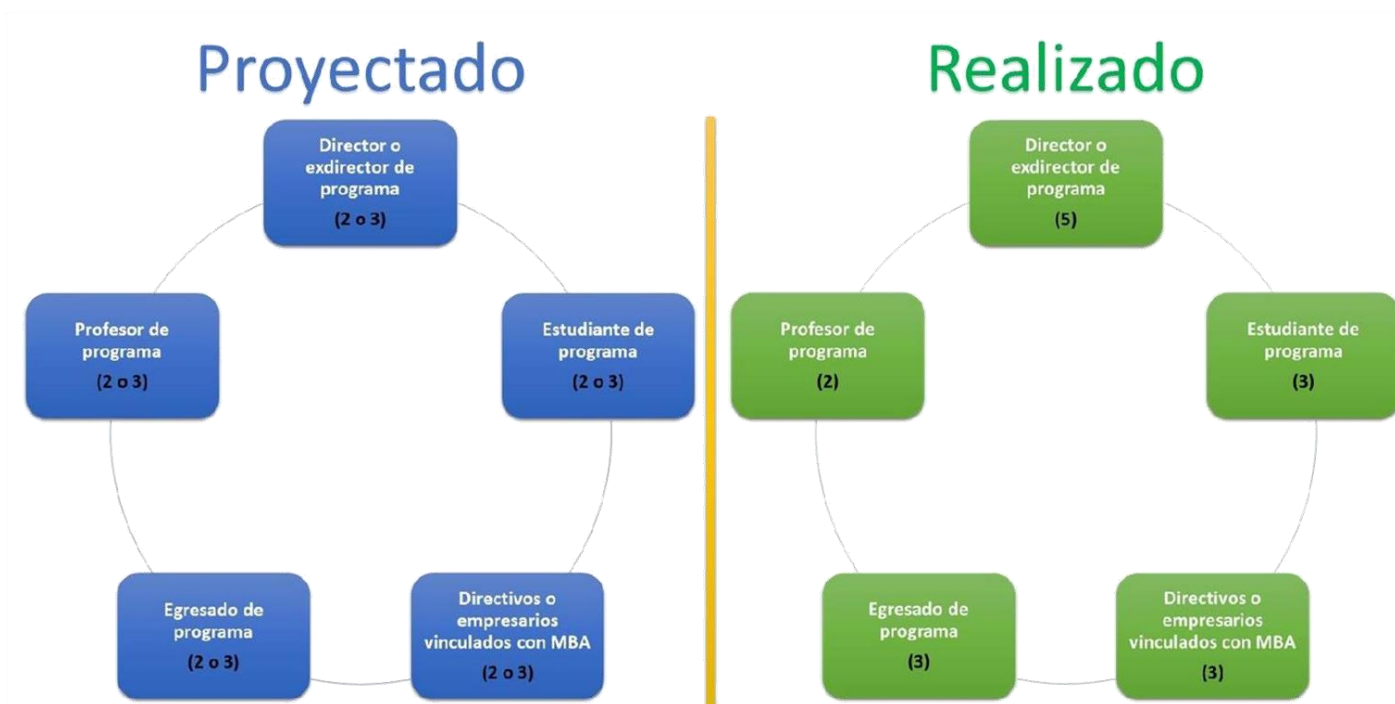 Proyectado
Director o
exdirector de
programa
(2 o 3)
Profesor de
programa
(2 o 3)
Estudiante de
programa
(2 o 3)
Egresado de
programa
(2 o 3)
Directivos o
empresarios
vinculados con MBA
(2 o 3)
Realizado
Director o
exdirector de
programa
(5)
Profesor de
programa
(2)
Estudiante de
programa
(3)
Egresado de
programa
(3)
Directivos o
empresarios
vinculados con MBA
(3)